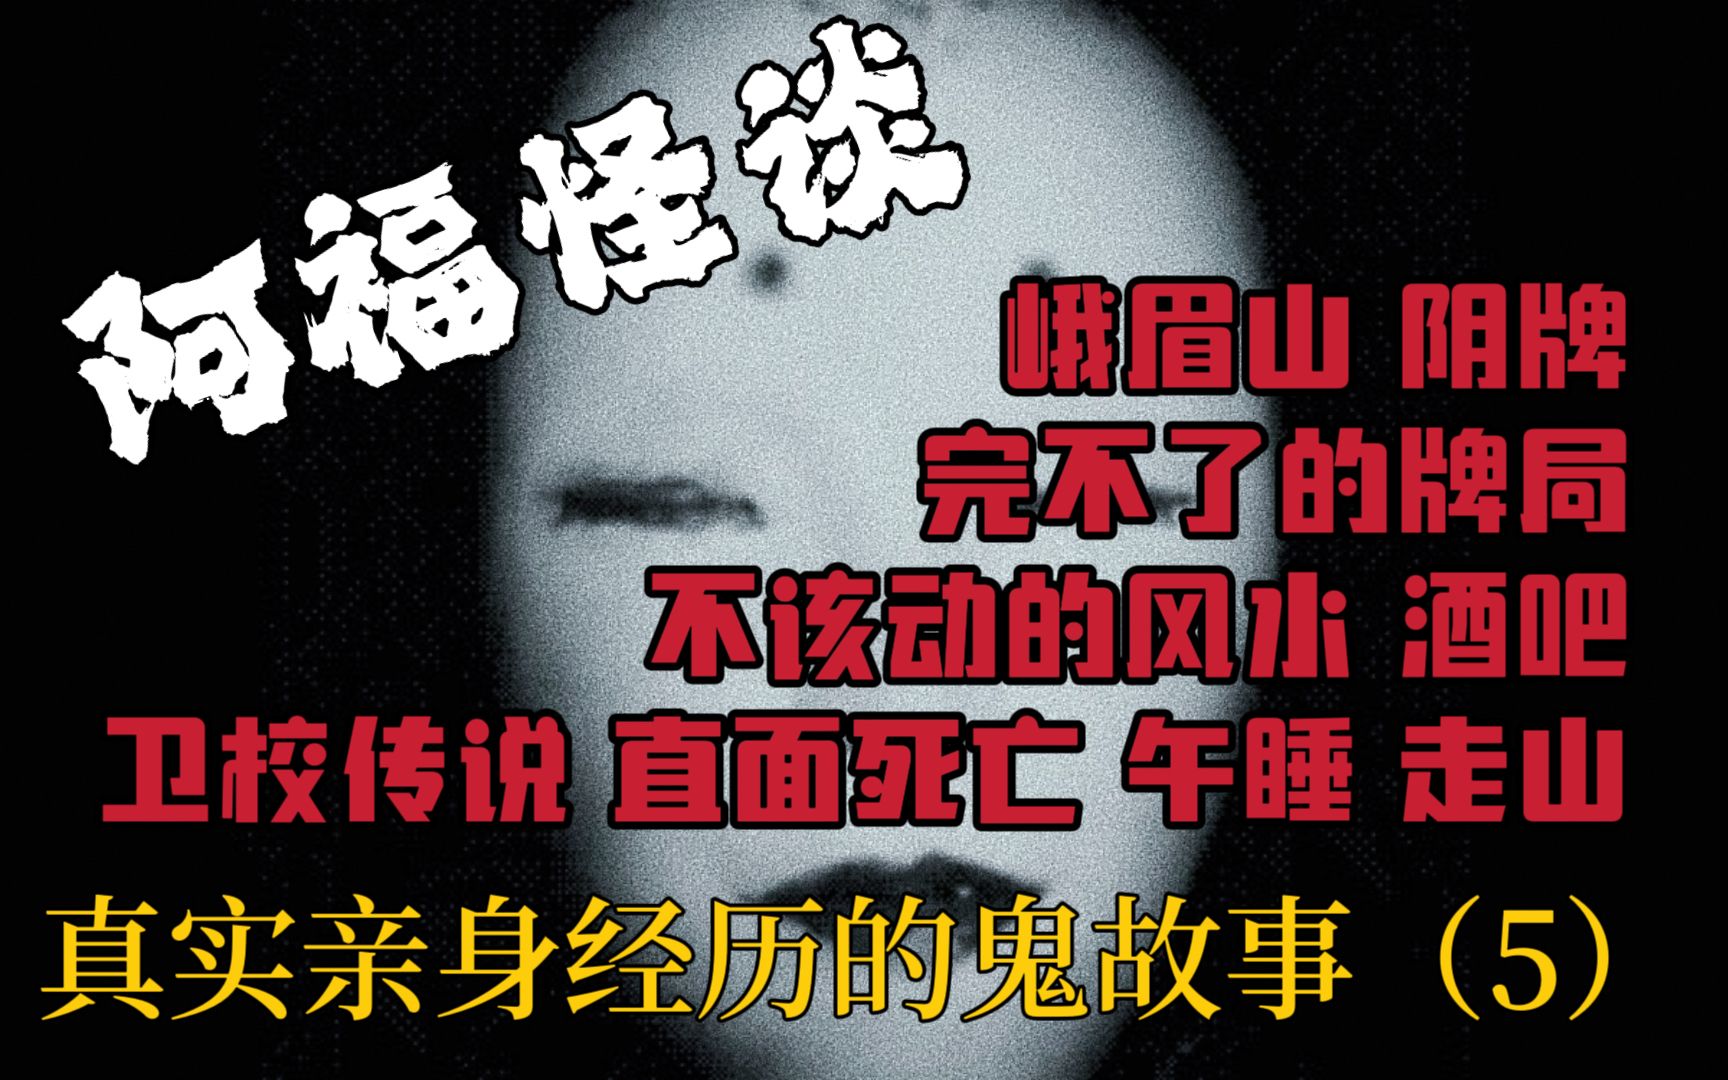 阿福怪谈
峨眉山 阴牌
完不了的牌局
不该动的风水 酒吧
卫校传说 直面死亡 午睡 走山
真实亲身经历的鬼故事（5）